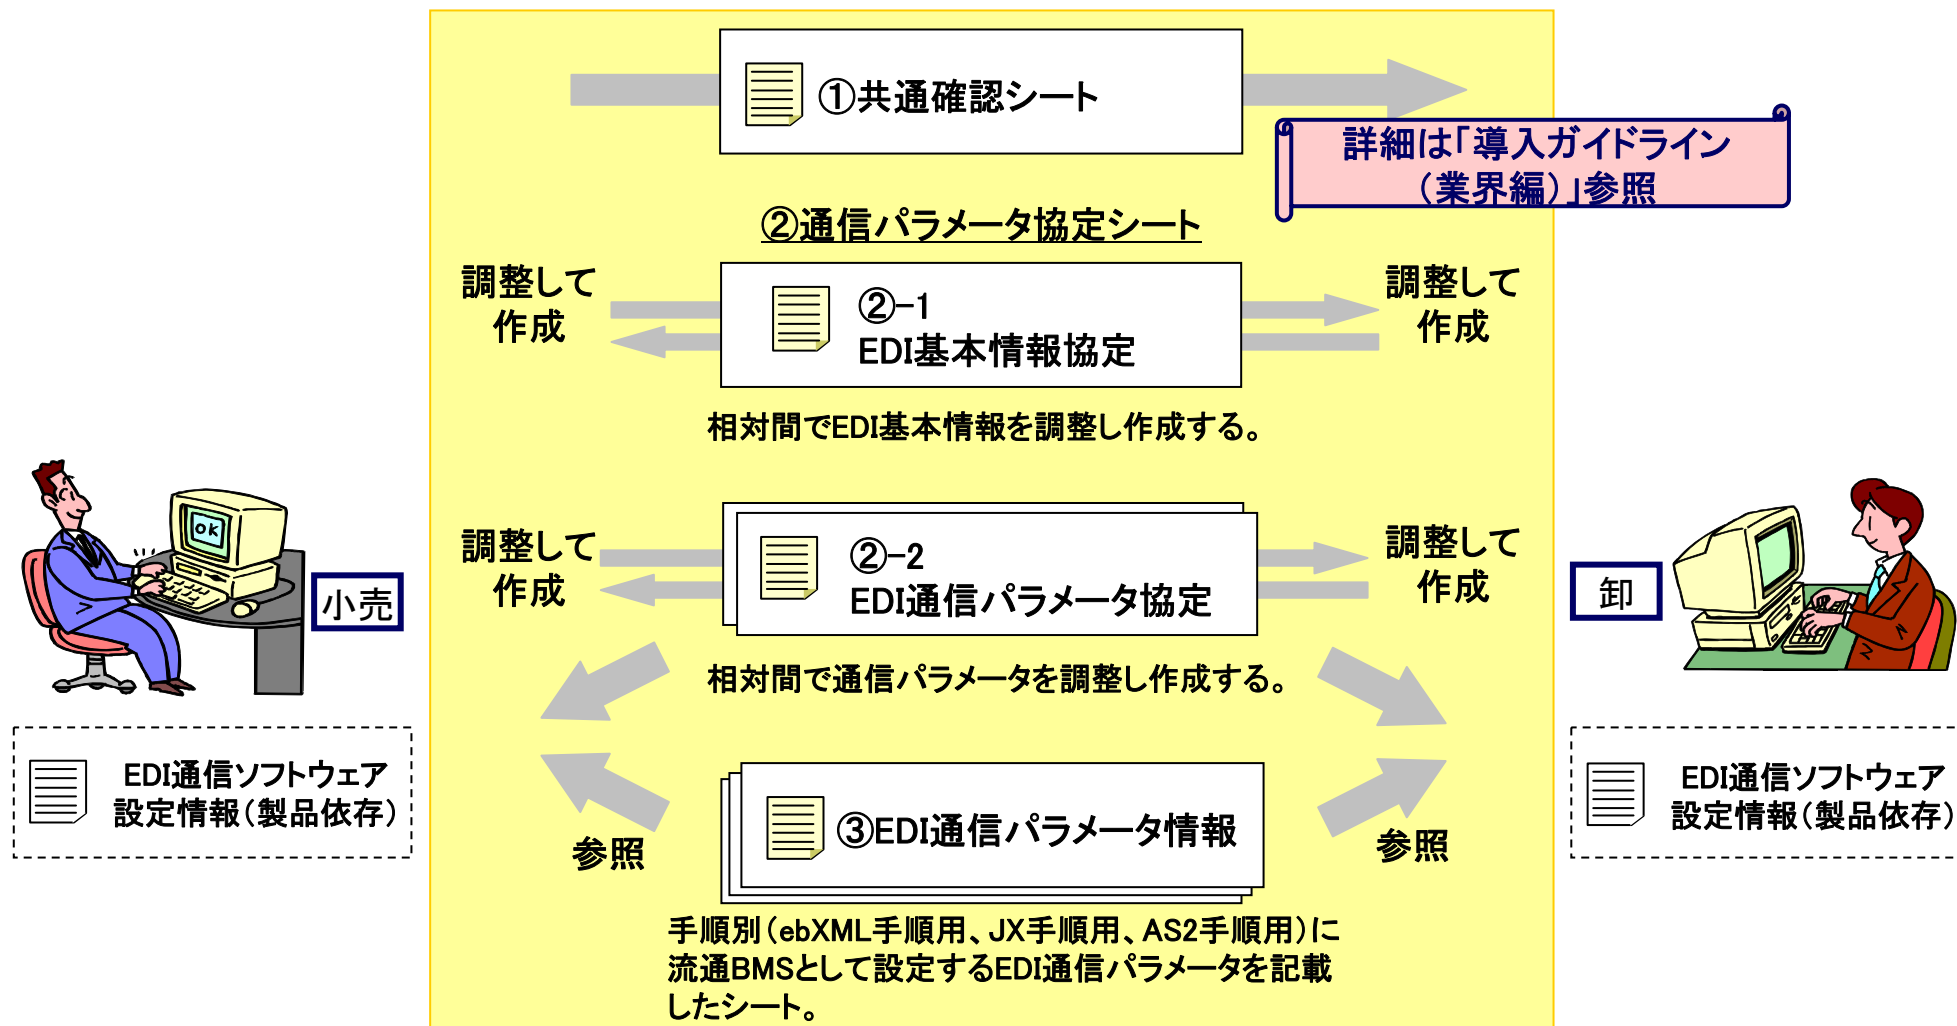 ①共通確認シート
詳細は「導入ガイドライン
（業界編）」参照
②通信パラメータ協定シート
調整して
作成
②-1
EDI基本情報協定
調整して
作成
相対間でEDI基本情報を調整し作成する。
調整して
作成
②-2
EDI通信パラメータ協定
調整して
作成
相対間で通信パラメータを調整し作成する。
OK
小売
卸
EDI通信ソフトウェア
設定情報（製品依存）
EDI通信ソフトウェア
設定情報（製品依存）
③EDI通信パラメータ情報
参照
参照
手順別（ebXML手順用、JX手順用、AS2手順用）に
流通BMSとして設定するEDI通信パラメータを記載
したシート。